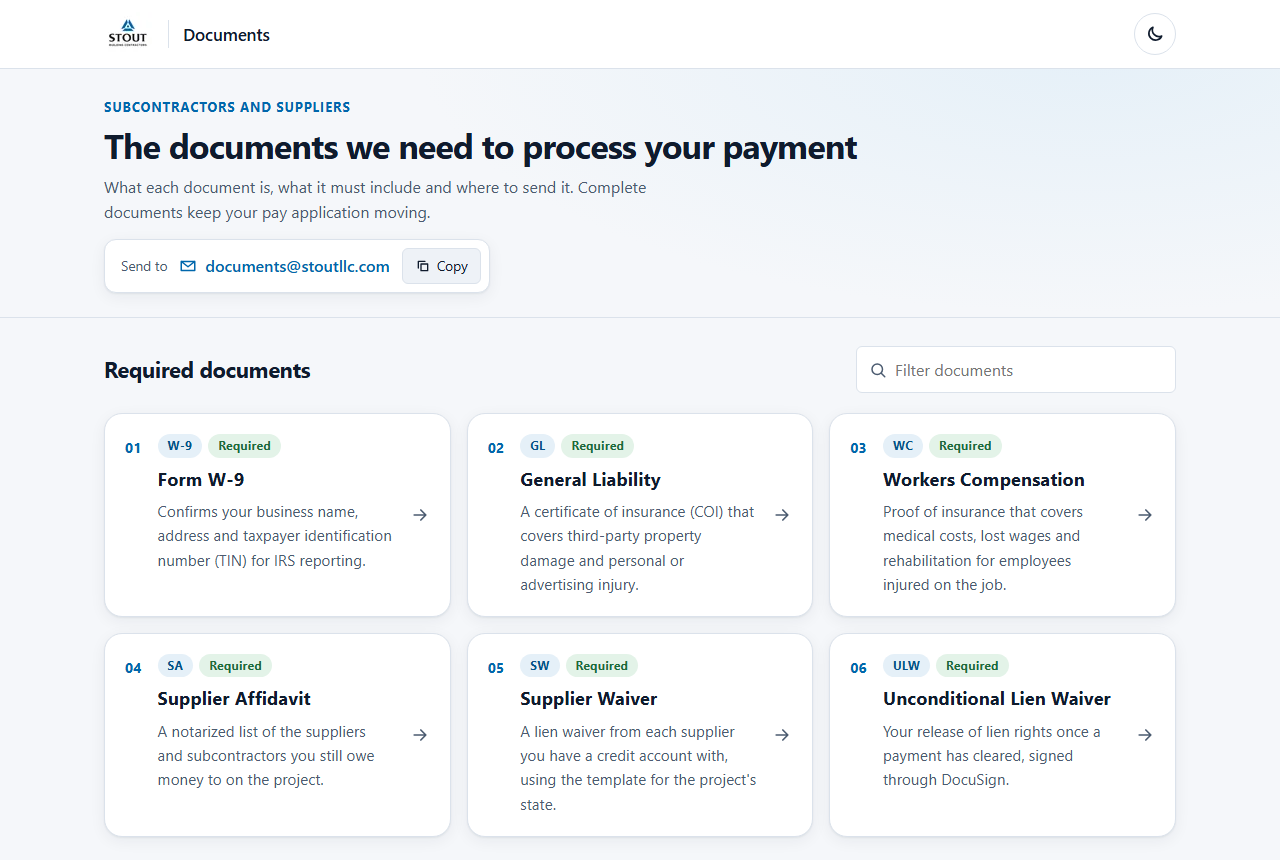 STOUT
Documents
SUBCONTRACTORS AND SUPPLIERS
The documents we need to process your payment
What each document is, what it must include and where to send it. Complete
documents keep your pay application moving.
Send to documents@stoutllc.com Copy
Required documents
Filter documents
01 W-9 Required
Form W-9
Confirms your business name,
address and taxpayer identification
number (TIN) for IRS reporting.
02 GL Required
General Liability
A certificate of insurance (COI) that
covers third-party property
damage and personal or
advertising injury.
03 WC Required
Workers Compensation
Proof of insurance that covers
medical costs, lost wages and
rehabilitation for employees
injured on the job.
04 SA Required
Supplier Affidavit
A notarized list of the suppliers
and subcontractors you still owe
money to on the project.
05 SW Required
Supplier Waiver
A lien waiver from each supplier
you have a credit account with,
using the template for the project's
state.
06 ULW Required
Unconditional Lien Waiver
Your release of lien rights once a
payment has cleared, signed
through DocuSign.